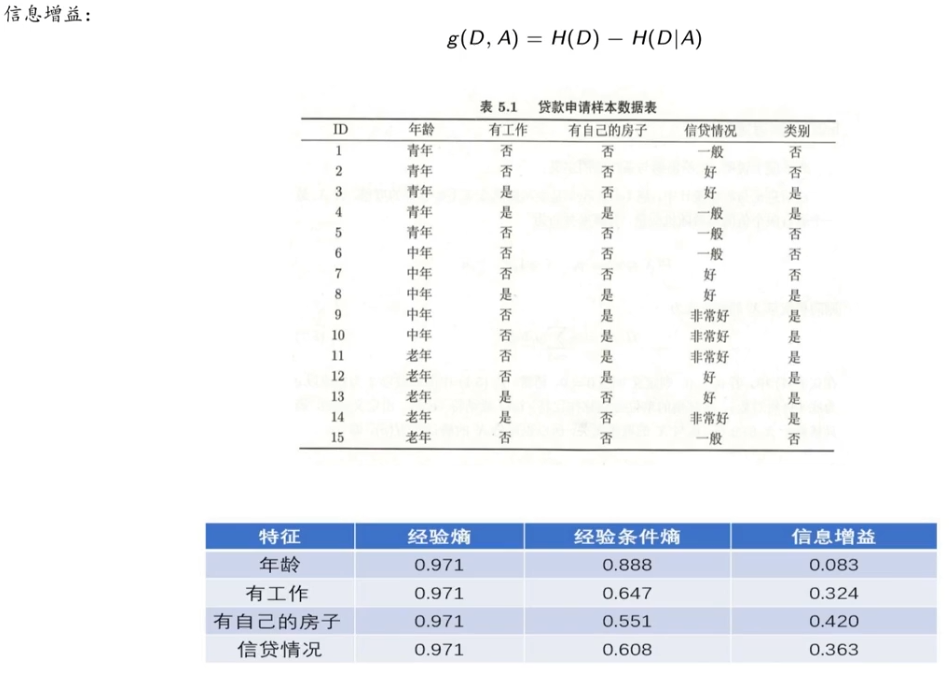 信息增益：
g(D, A) = H(D) − H(D|A)
表 5.1 贷款申请样本数据表
ID 年龄 有工作 有自己的房子 信贷情况 类别
1 青年 否 否 一般 否
2 青年 否 否 好 否
3 青年 是 否 好 是
4 青年 是 是 一般 是
5 青年 否 否 一般 否
6 中年 否 否 一般 否
7 中年 否 否 好 否
8 中年 是 是 好 是
9 中年 否 是 非常好 是
10 中年 否 是 非常好 是
11 老年 否 是 非常好 是
12 老年 否 是 好 是
13 老年 是 否 好 是
14 老年 是 否 非常好 是
15 老年 否 否 一般 否
特征 经验熵 经验条件熵 信息增益
年龄 0.971 0.888 0.083
有工作 0.971 0.647 0.324
有自己的房子 0.971 0.551 0.420
信贷情况 0.971 0.608 0.363